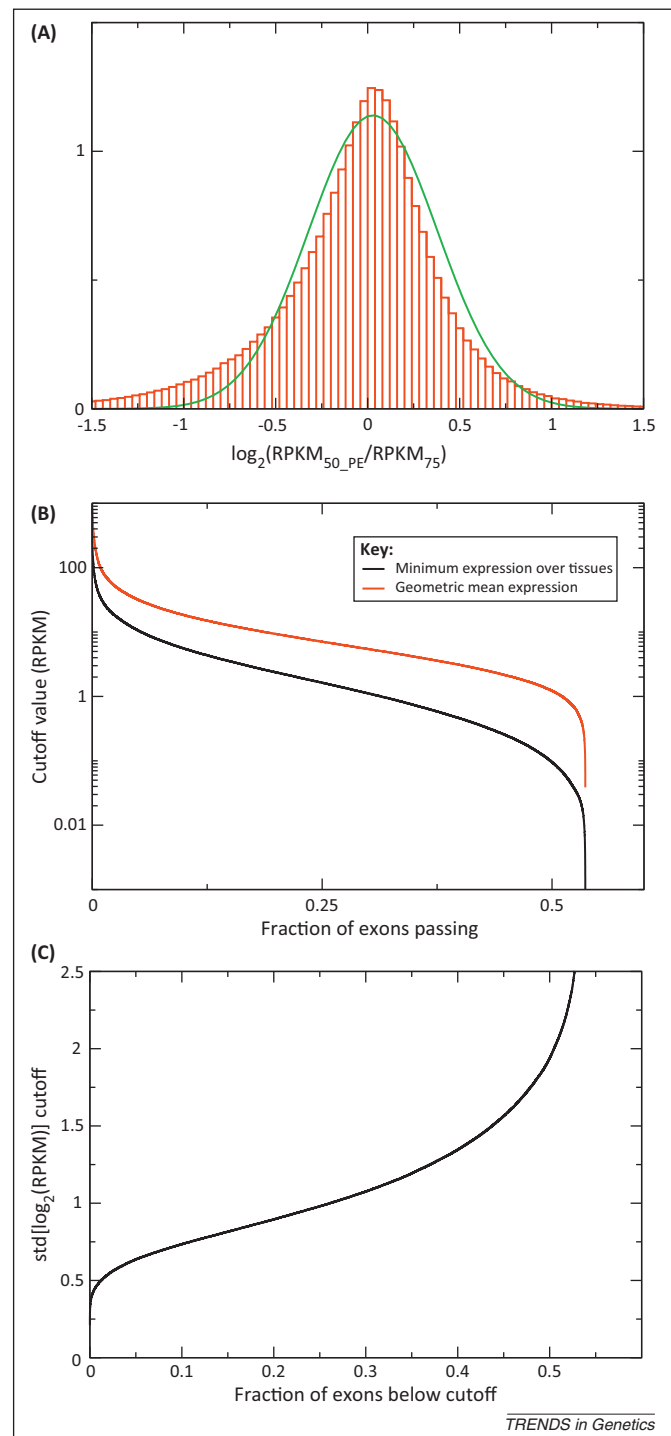 (A)
1
0
-1.5
-1
-0.5
0
0.5
1
1.5
log2(RPKM50_PE/RPKM75)
(B)
Key:
Minimum expression over tissues
Geometric mean expression
100
1
0.01
Cutoff value (RPKM)
0
0.25
0.5
Fraction of exons passing
(C)
2.5
2
1.5
1
0.5
0
std[log2(RPKM)] cutoff
0
0.1
0.2
0.3
0.4
0.5
Fraction of exons below cutoff
TRENDS in Genetics